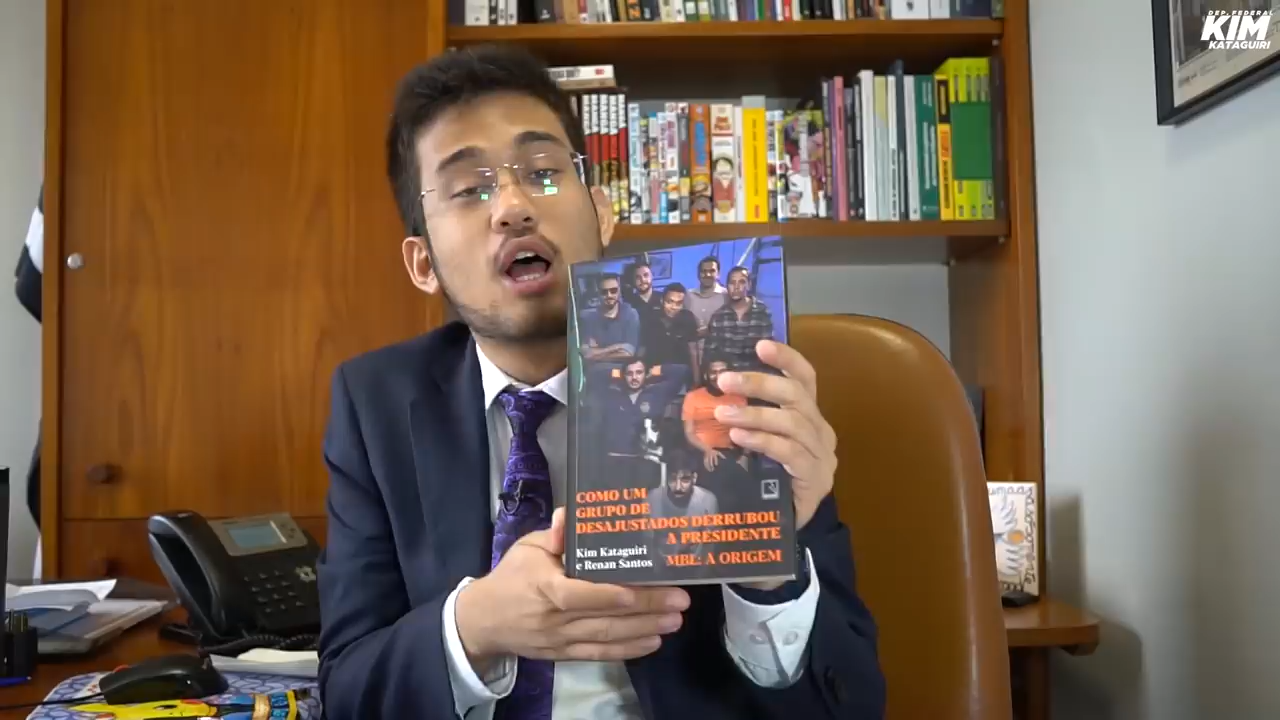 DEP. FEDERAL
KIM
KATAGUIRI
COMO UM
GRUPO DE
DESAJUSTADOS DERRUBOU
A PRESIDENTE
Kim Kataguiri
e Renan Santos
MBL: A ORIGEM